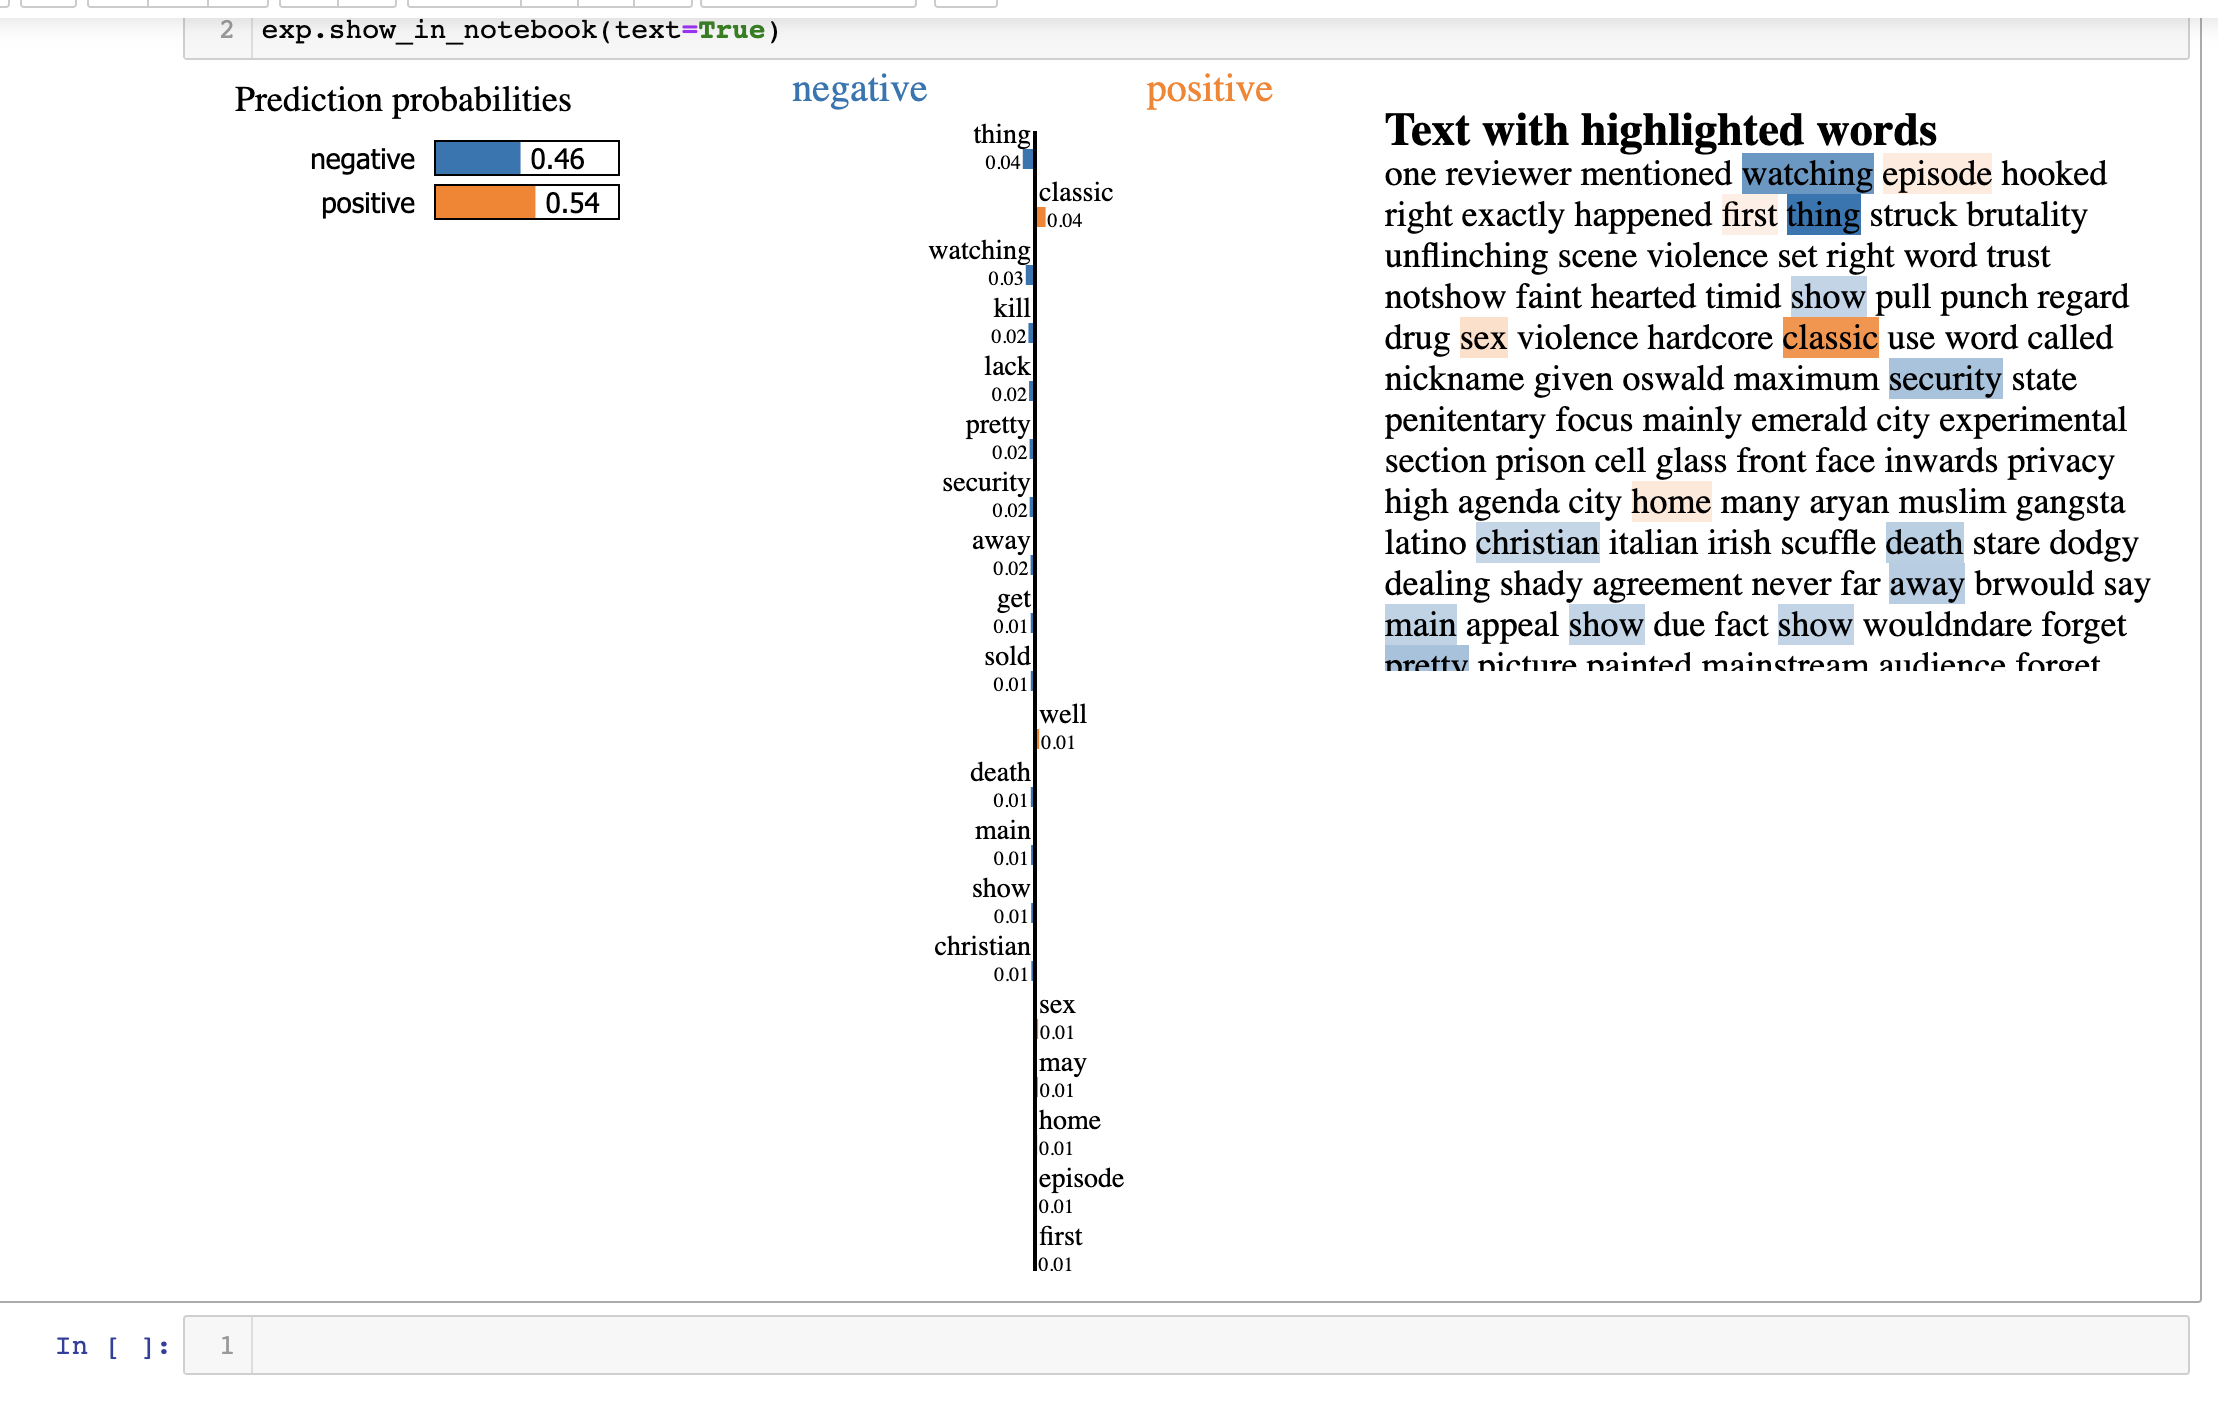 2 exp.show_in_notebook(text=True)
Prediction probabilities
negative 0.46
positive 0.54
negative positive
thing
0.04
classic
0.04
watching
0.03
kill
0.02
lack
0.02
pretty
0.02
security
0.02
away
0.02
get
0.01
sold
0.01
well
0.01
death
0.01
main
0.01
show
0.01
christian
0.01
sex
0.01
may
0.01
home
0.01
episode
0.01
first
0.01
Text with highlighted words
one reviewer mentioned watching episode hooked
right exactly happened first thing struck brutality
unflinching scene violence set right word trust
notshow faint hearted timid show pull punch regard
drug sex violence hardcore classic use word called
nickname given oswald maximum security state
penitentary focus mainly emerald city experimental
section prison cell glass front face inwards privacy
high agenda city home many aryan muslim gangsta
latino christian italian irish scuffle death stare dodgy
dealing shady agreement never far away brwould say
main appeal show due fact show wouldndare forget
pretty picture painted mainstream audience forget
In [ ]: 1